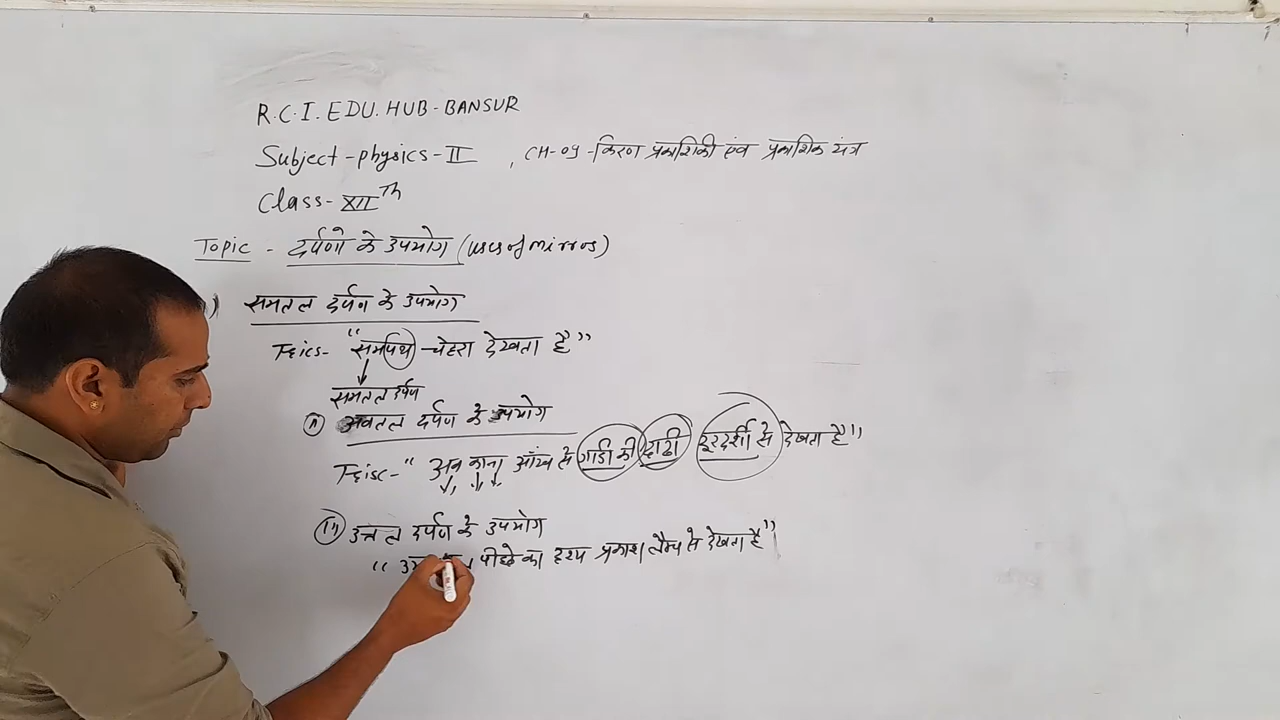 R.C.I. EDU. HUB-BANSUR
Subject-physics-II , CH-09-किरण प्रकाशिकी एंव प्रकाशिक यंत्र
Class-XIIth
Topic - दर्पणो के उपयोग (uses of mirros)
) समतल दर्पण के उपयोग
Trics- "समपथ चेहरा देखता है"
समतल दर्पण
(ii) अवतल दर्पण के उपयोग
Trisc- "अब काना आँख से गाडी की दाढी दूरदर्शी से देखता है"
(iii) उत्तल दर्पण के उपयोग
" पीछे का दृश्य प्रकाश लैम्प से देखता है"